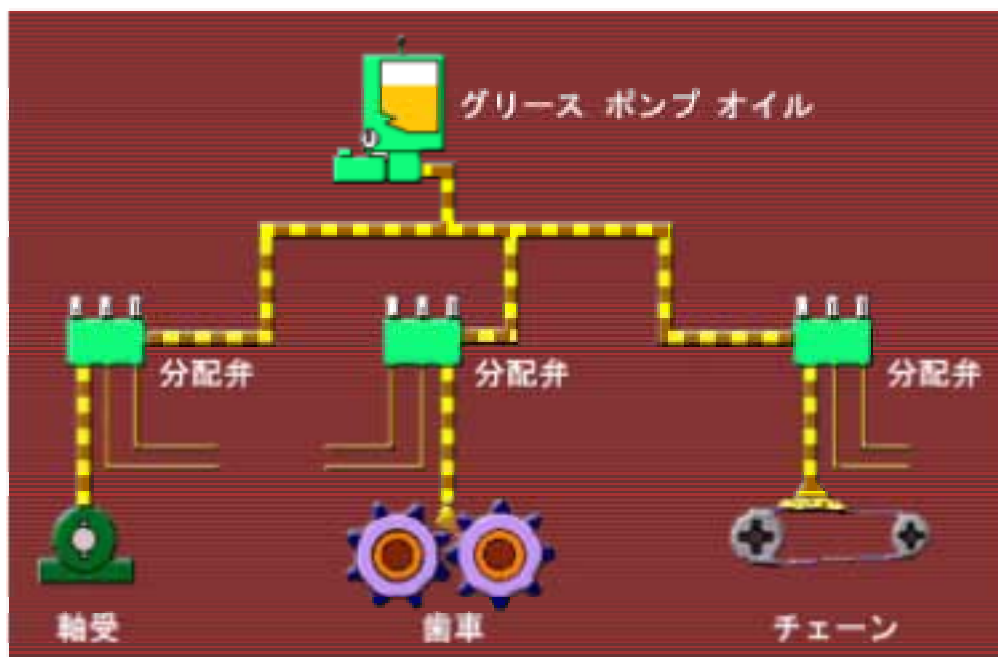 グリース ポンプ オイル
分配弁
分配弁
分配弁
軸受
歯車
チェーン